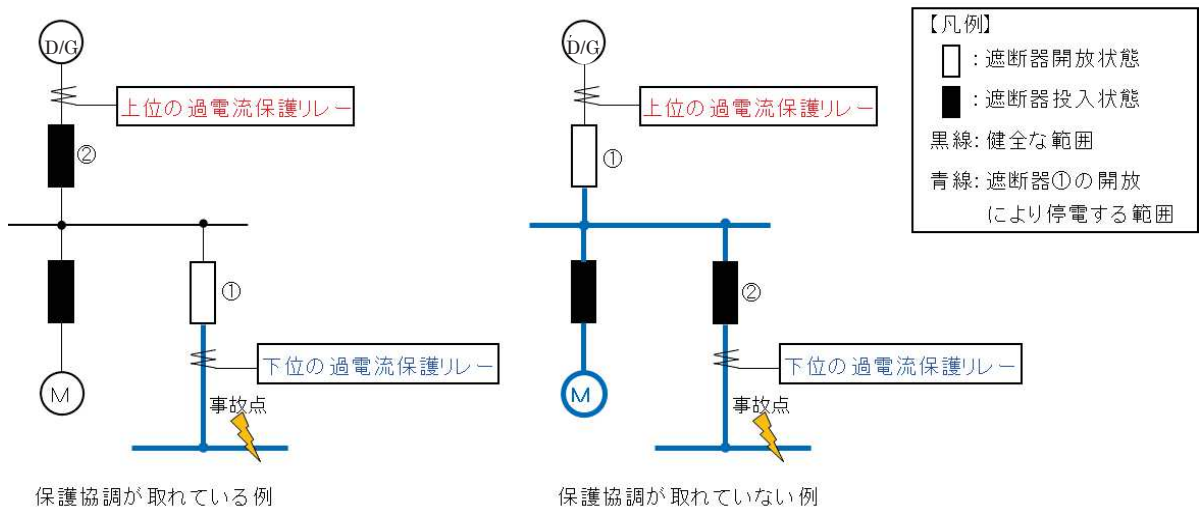 D/G
上位の過電流保護リレー
②
①
下位の過電流保護リレー
M
事故点
保護協調が取れている例
D/G
上位の過電流保護リレー
①
②
下位の過電流保護リレー
M
事故点
保護協調が取れていない例
【凡例】
：遮断器開放状態
：遮断器投入状態
黒線：健全な範囲
青線：遮断器①の開放
により停電する範囲